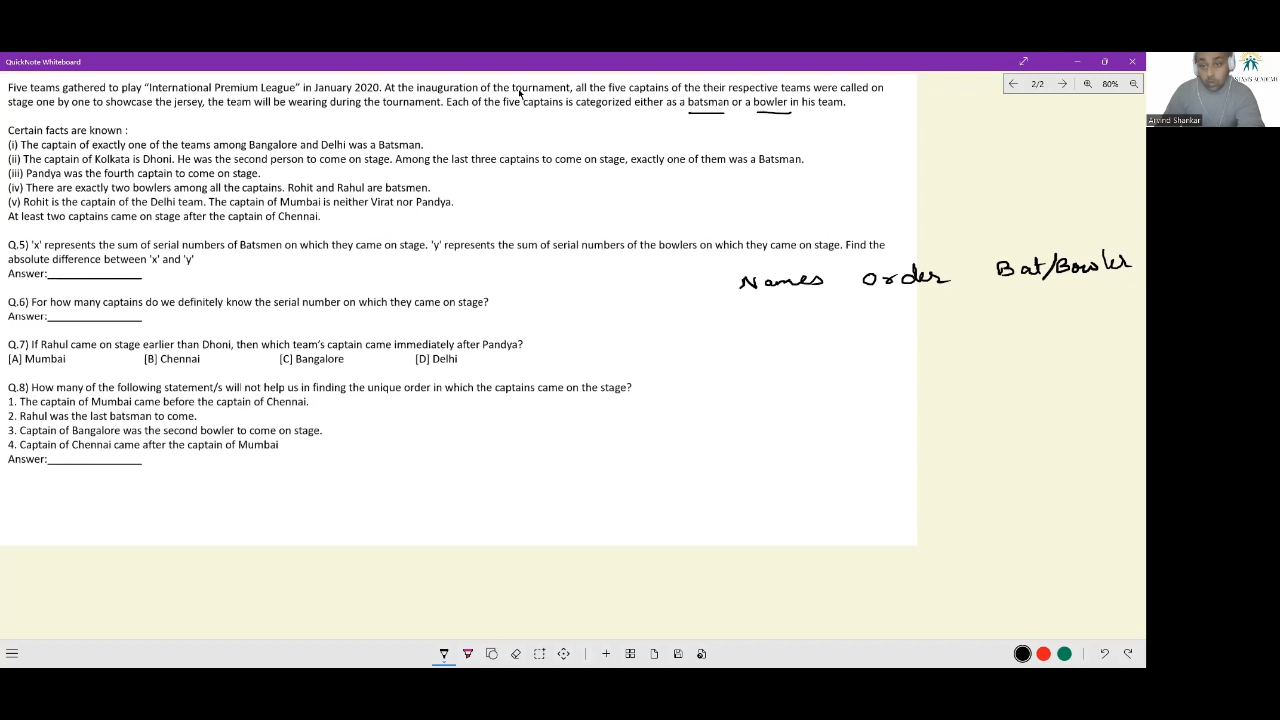 QuickNote Whiteboard
2/2
80%
Arvind Shankar
Five teams gathered to play “International Premium League” in January 2020. At the inauguration of the tournament, all the five captains of the their respective teams were called on
stage one by one to showcase the jersey, the team will be wearing during the tournament. Each of the five captains is categorized either as a batsman or a bowler in his team.
Certain facts are known :
(i) The captain of exactly one of the teams among Bangalore and Delhi was a Batsman.
(ii) The captain of Kolkata is Dhoni. He was the second person to come on stage. Among the last three captains to come on stage, exactly one of them was a Batsman.
(iii) Pandya was the fourth captain to come on stage.
(iv) There are exactly two bowlers among all the captains. Rohit and Rahul are batsmen.
(v) Rohit is the captain of the Delhi team. The captain of Mumbai is neither Virat nor Pandya.
At least two captains came on stage after the captain of Chennai.
Q.5) 'x' represents the sum of serial numbers of Batsmen on which they came on stage. 'y' represents the sum of serial numbers of the bowlers on which they came on stage. Find the
absolute difference between 'x' and 'y'
Answer:__________________
Names Order Bat/Bowler
Q.6) For how many captains do we definitely know the serial number on which they came on stage?
Answer:__________________
Q.7) If Rahul came on stage earlier than Dhoni, then which team’s captain came immediately after Pandya?
[A] Mumbai [B] Chennai [C] Bangalore [D] Delhi
Q.8) How many of the following statement/s will not help us in finding the unique order in which the captains came on the stage?
1. The captain of Mumbai came before the captain of Chennai.
2. Rahul was the last batsman to come.
3. Captain of Bangalore was the second bowler to come on stage.
4. Captain of Chennai came after the captain of Mumbai
Answer:__________________